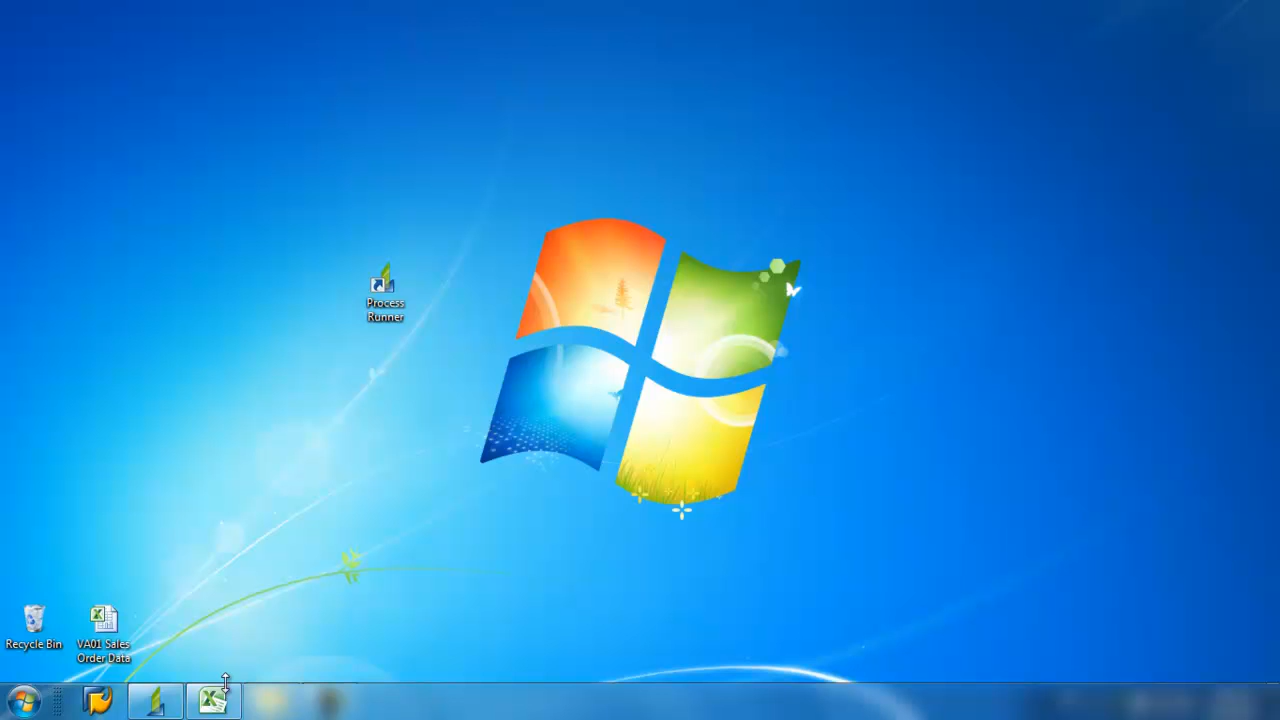 Process
Runner
Recycle Bin
VA01 Sales
Order Data